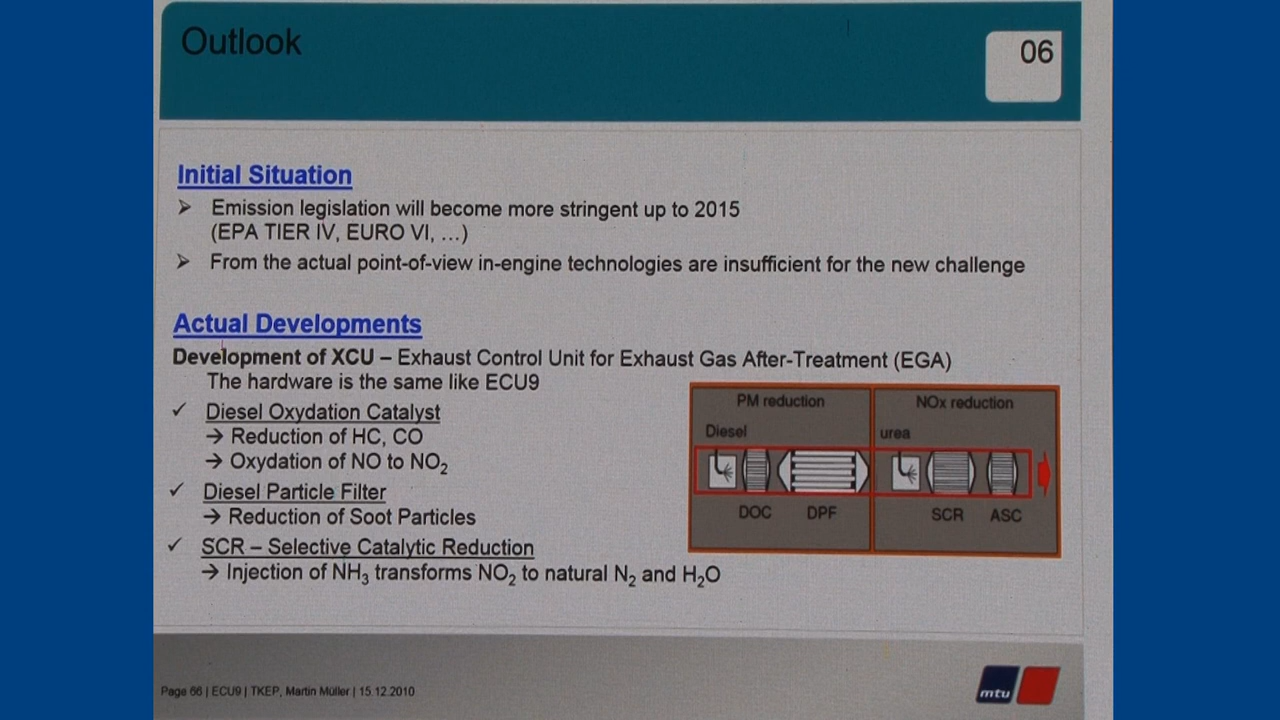 Outlook
06
Initial Situation
➢ Emission legislation will become more stringent up to 2015
(EPA TIER IV, EURO VI, …)
➢ From the actual point-of-view in-engine technologies are insufficient for the new challenge
Actual Developments
Development of XCU – Exhaust Control Unit for Exhaust Gas After-Treatment (EGA)
The hardware is the same like ECU9
✓ Diesel Oxydation Catalyst
→ Reduction of HC, CO
→ Oxydation of NO to NO₂
✓ Diesel Particle Filter
→ Reduction of Soot Particles
✓ SCR – Selective Catalytic Reduction
→ Injection of NH₃ transforms NO₂ to natural N₂ and H₂O
PM reduction
NOx reduction
Diesel
urea
DOC DPF
SCR ASC
Page 66 | ECU9 | TKEP, Martin Müller | 15.12.2010
mtu